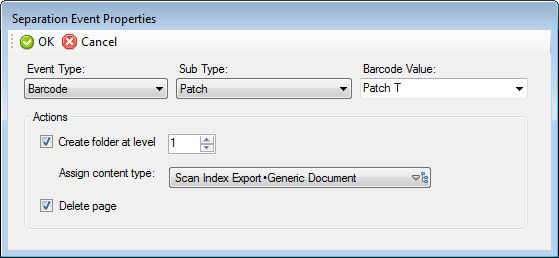 Separation Event Properties
OK Cancel
Event Type: Sub Type: Barcode Value:
Barcode Patch Patch T
Actions
Create folder at level 1
Assign content type: Scan Index Export•Generic Document
Delete page